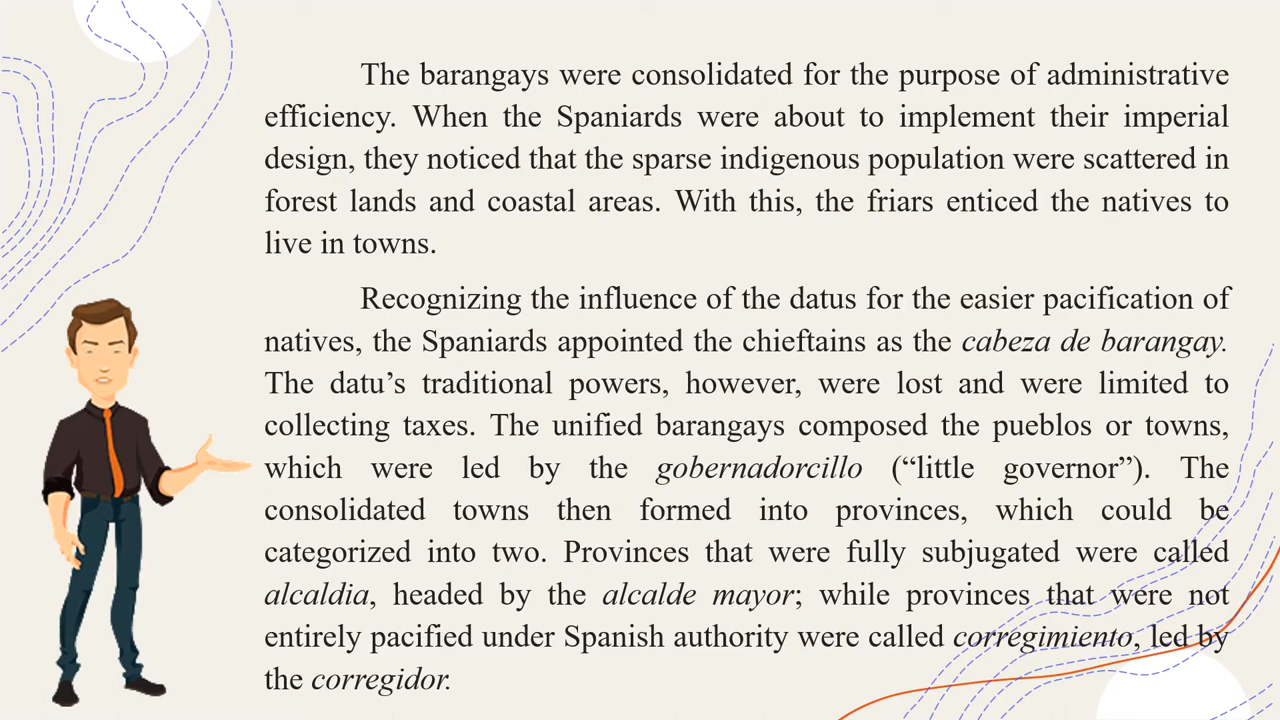 The barangays were consolidated for the purpose of administrative
efficiency. When the Spaniards were about to implement their imperial
design, they noticed that the sparse indigenous population were scattered in
forest lands and coastal areas. With this, the friars enticed the natives to
live in towns.
Recognizing the influence of the datus for the easier pacification of
natives, the Spaniards appointed the chieftains as the cabeza de barangay.
The datu’s traditional powers, however, were lost and were limited to
collecting taxes. The unified barangays composed the pueblos or towns,
which were led by the gobernadorcillo (“little governor”). The
consolidated towns then formed into provinces, which could be
categorized into two. Provinces that were fully subjugated were called
alcaldia, headed by the alcalde mayor; while provinces that were not
entirely pacified under Spanish authority were called corregimiento, led by
the corregidor.